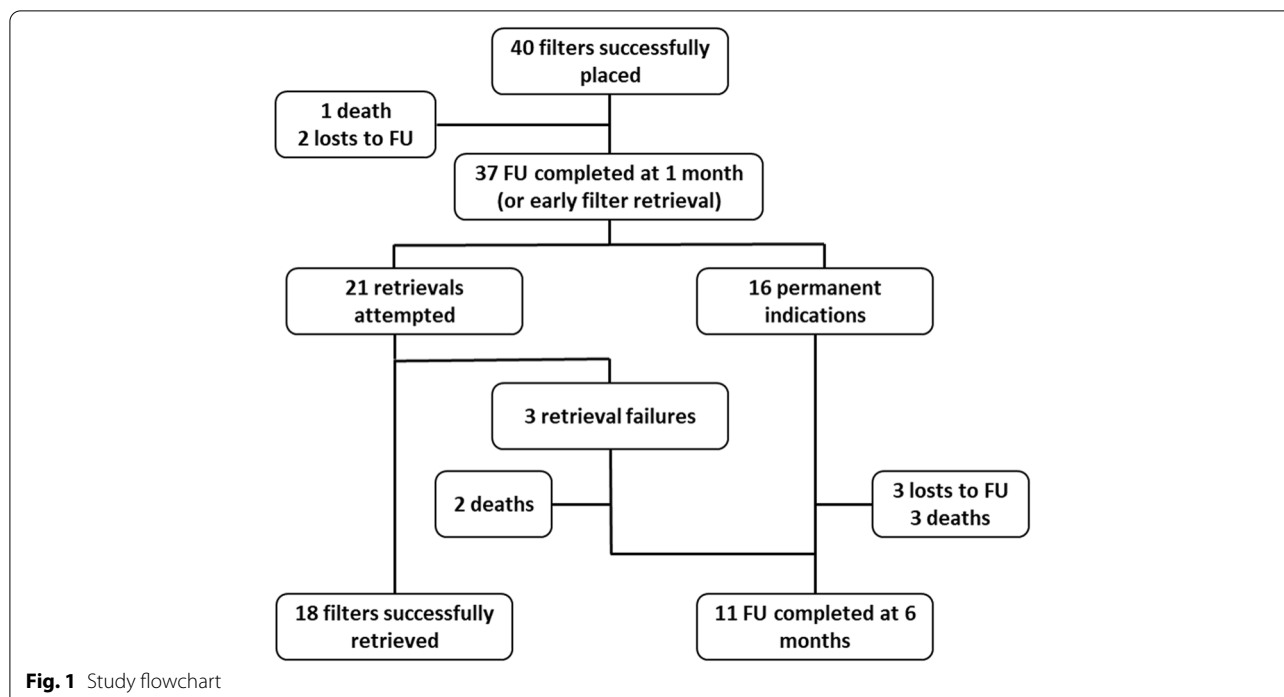 40 filters successfully
placed
1 death
2 losts to FU
37 FU completed at 1 month
(or early filter retrieval)
21 retrievals
attempted
16 permanent
indications
3 retrieval failures
2 deaths
3 losts to FU
3 deaths
18 filters successfully
retrieved
11 FU completed at 6
months
Fig. 1 Study flowchart